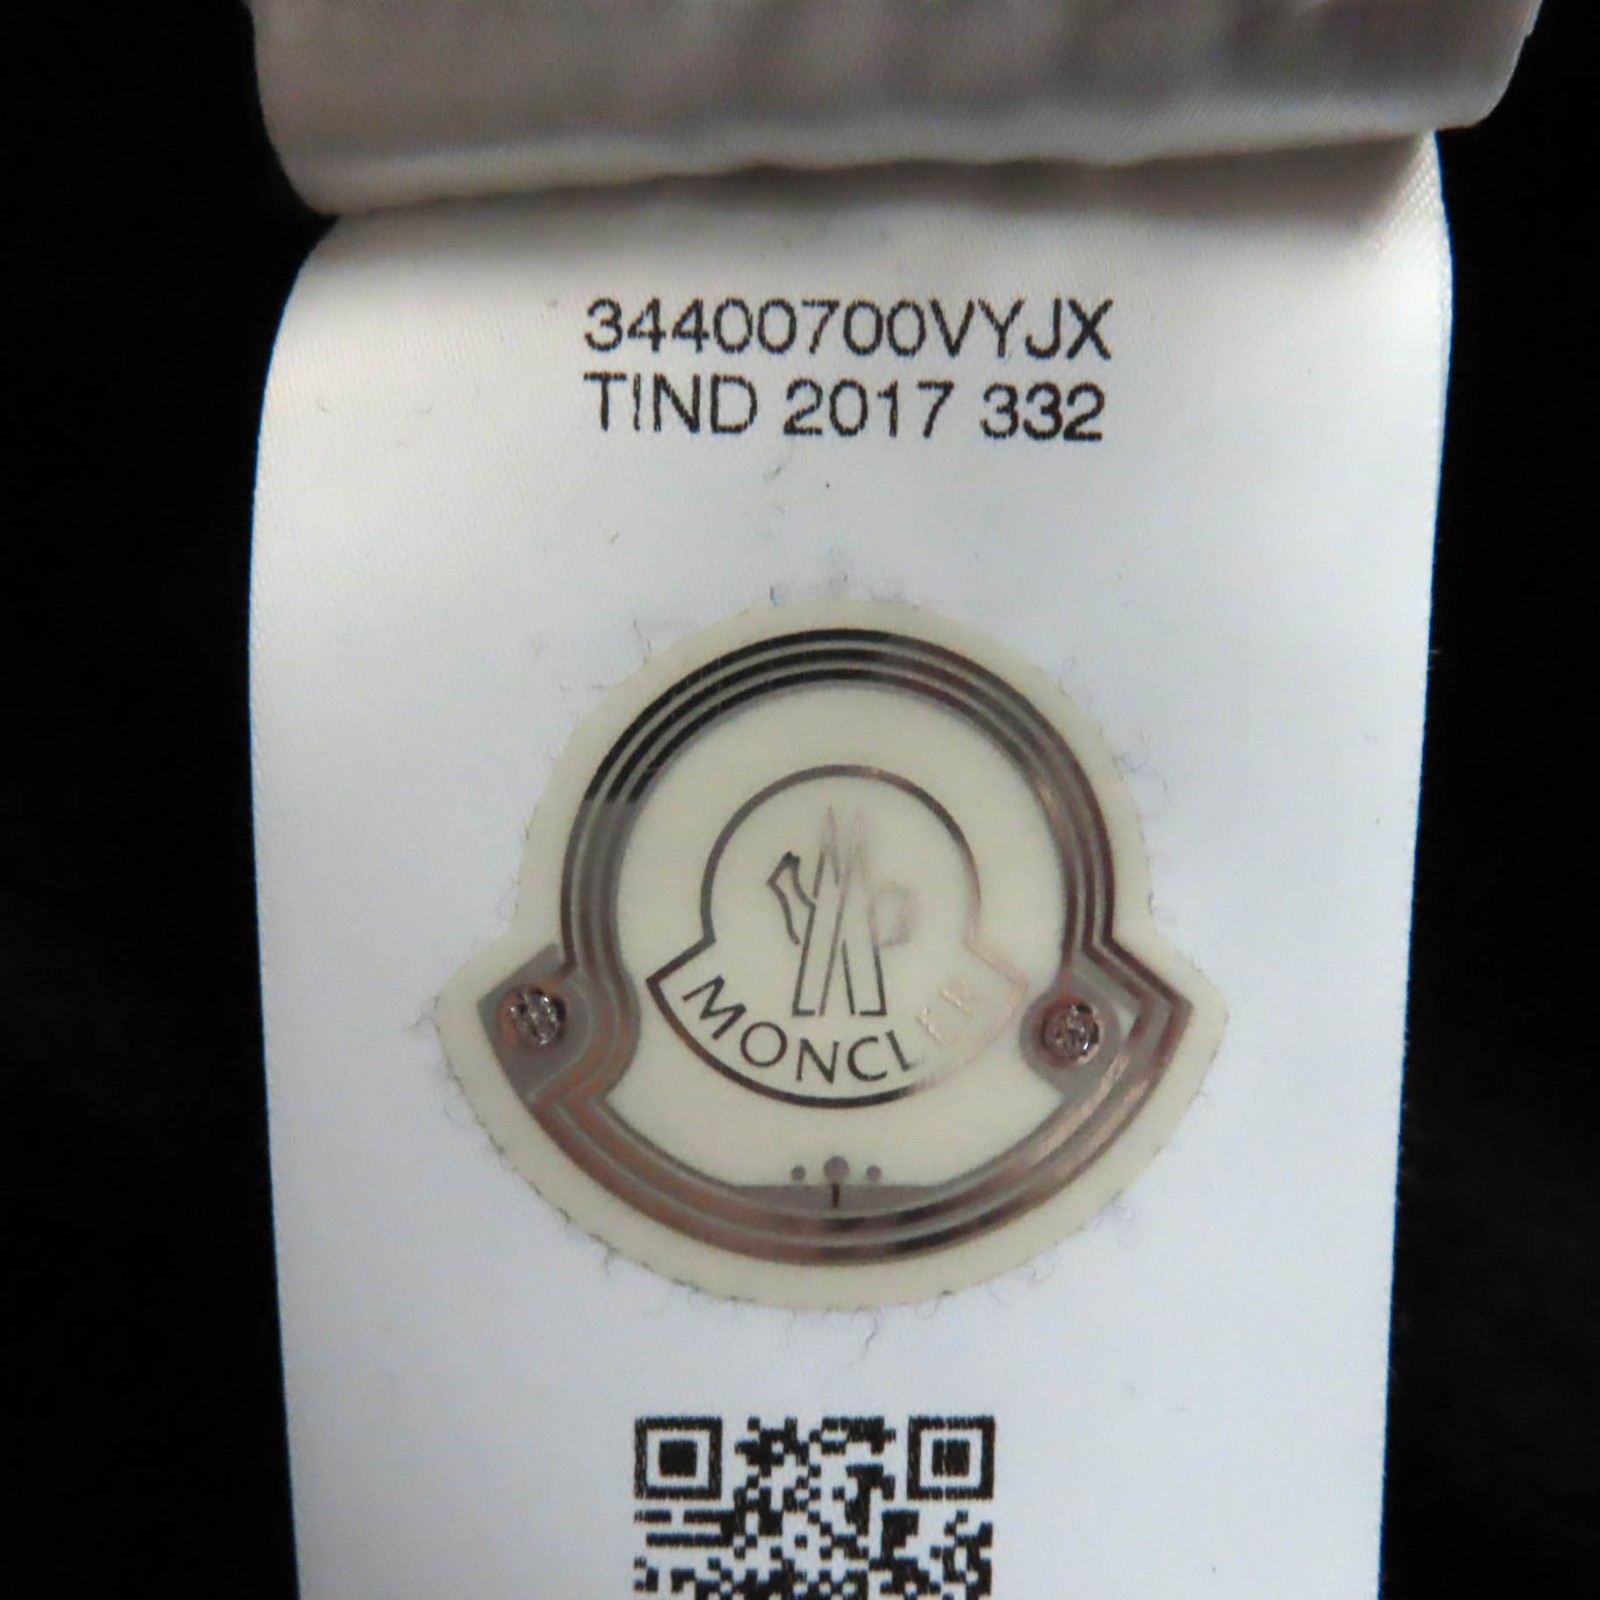 34400700VYJX
TIND 2017 332
MONCLER